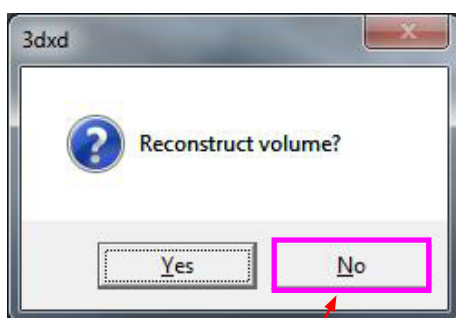 3dxd
Reconstruct volume?
Yes
No